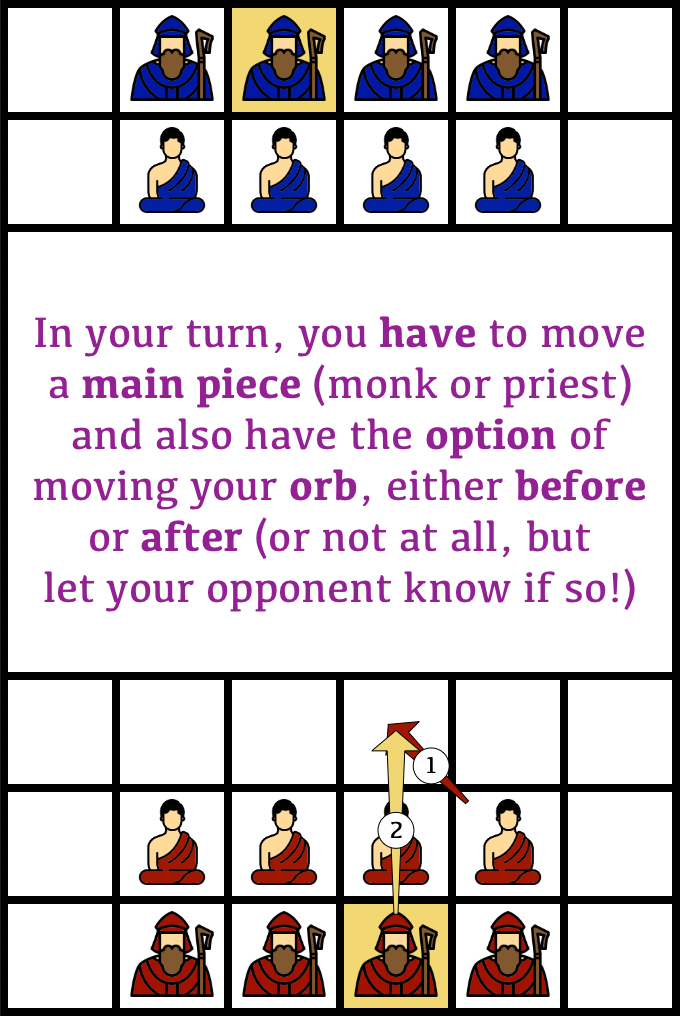 In your turn, you have to move
a main piece (monk or priest)
and also have the option of
moving your orb, either before
or after (or not at all, but
let your opponent know if so!)
1
2